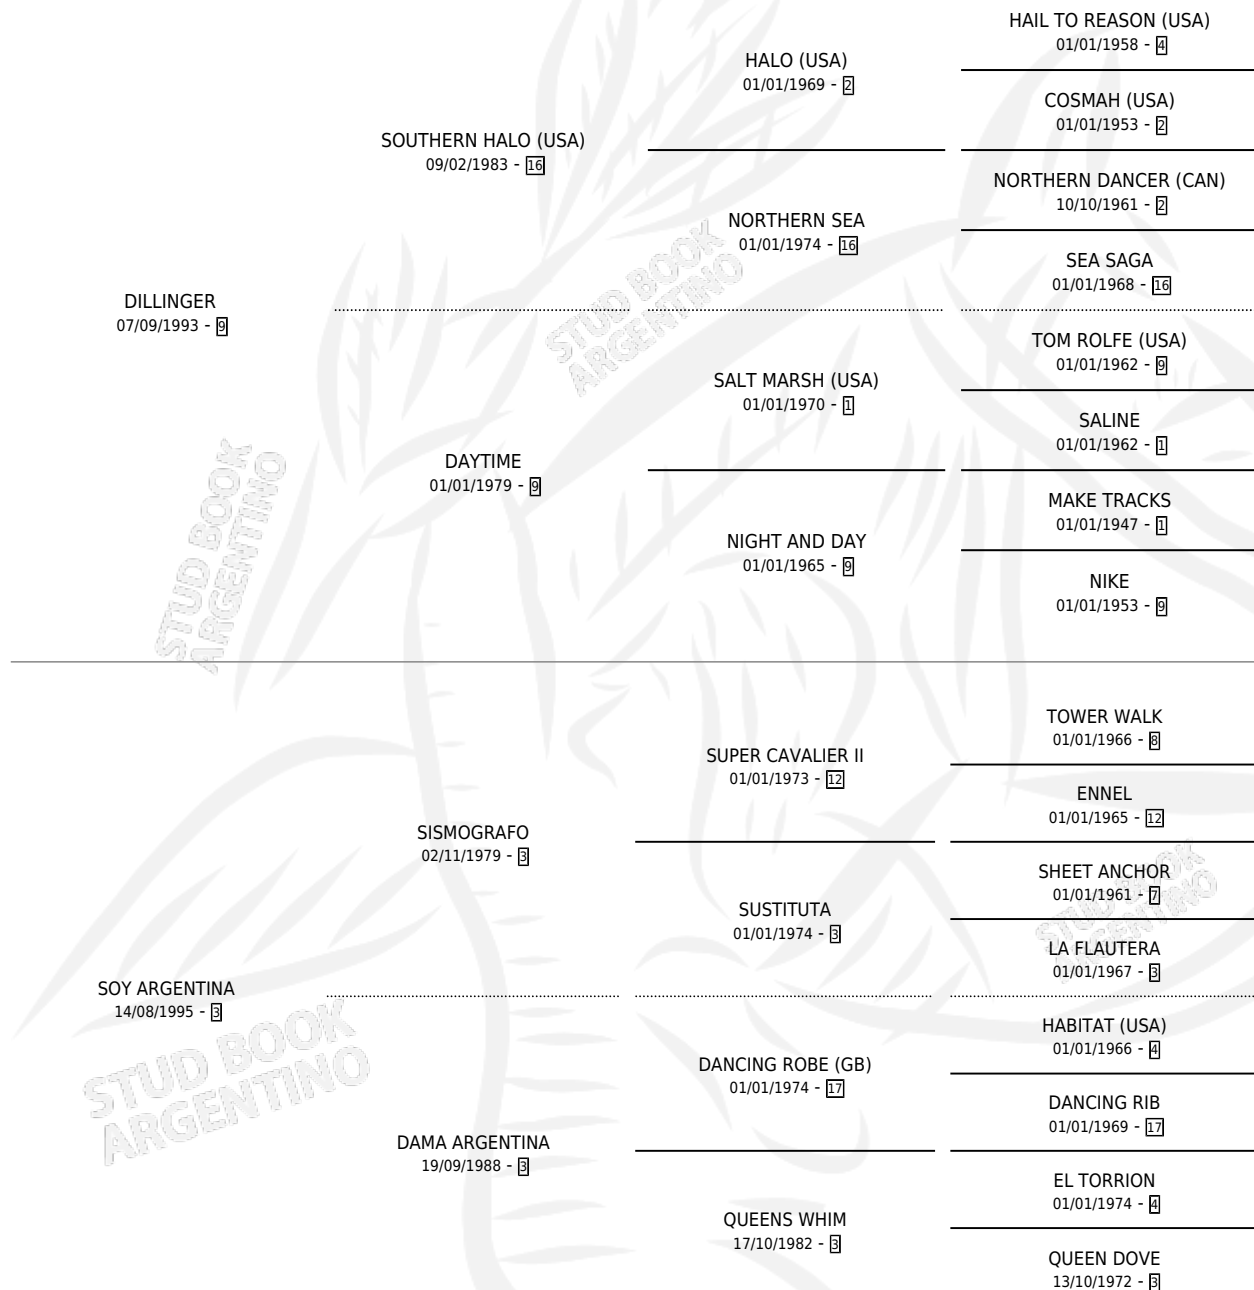 HAIL TO REASON (USA)
01/01/1958 - 4
HALO (USA)
01/01/1969 - 2
COSMAH (USA)
01/01/1953 - 2
SOUTHERN HALO (USA)
09/02/1983 - 16
NORTHERN DANCER (CAN)
10/10/1961 - 2
NORTHERN SEA
01/01/1974 - 16
SEA SAGA
01/01/1968 - 16
DILLINGER
07/09/1993 - 9
TOM ROLFE (USA)
01/01/1962 - 9
SALT MARSH (USA)
01/01/1970 - 1
SALINE
01/01/1962 - 1
DAYTIME
01/01/1979 - 9
MAKE TRACKS
01/01/1947 - 1
NIGHT AND DAY
01/01/1965 - 9
NIKE
01/01/1953 - 9
TOWER WALK
01/01/1966 - 8
SUPER CAVALIER II
01/01/1973 - 12
ENNEL
01/01/1965 - 12
SISMOGRAFO
02/11/1979 - 3
SHEET ANCHOR
01/01/1961 - 7
SUSTITUTA
01/01/1974 - 3
LA FLAUTERA
01/01/1967 - 3
SOY ARGENTINA
14/08/1995 - 3
HABITAT (USA)
01/01/1966 - 4
DANCING ROBE (GB)
01/01/1974 - 17
DANCING RIB
01/01/1969 - 17
DAMA ARGENTINA
19/09/1988 - 3
EL TORRION
01/01/1974 - 4
QUEENS WHIM
17/10/1982 - 3
QUEEN DOVE
13/10/1972 - 3
STUD BOOK
ARGENTINO
STUD BOOK
ARGENTINO
STUD BOOK
ARGENTINO
STUD BOOK
ARGENTINO